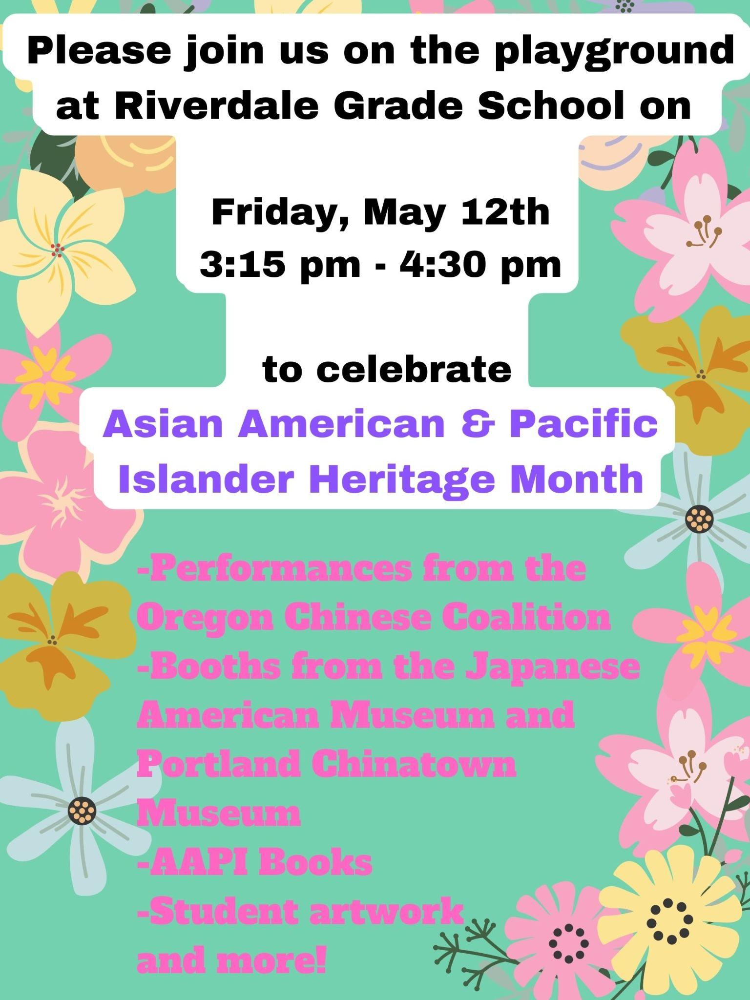 Please join us on the playground
at Riverdale Grade School on
Friday, May 12th
3:15 pm - 4:30 pm
to celebrate
Asian American & Pacific
Islander Heritage Month
-Performances from the
Oregon Chinese Coalition
-Booths from the Japanese
American Museum and
Portland Chinatown
Museum
-AAPI Books
-Student artwork
and more!